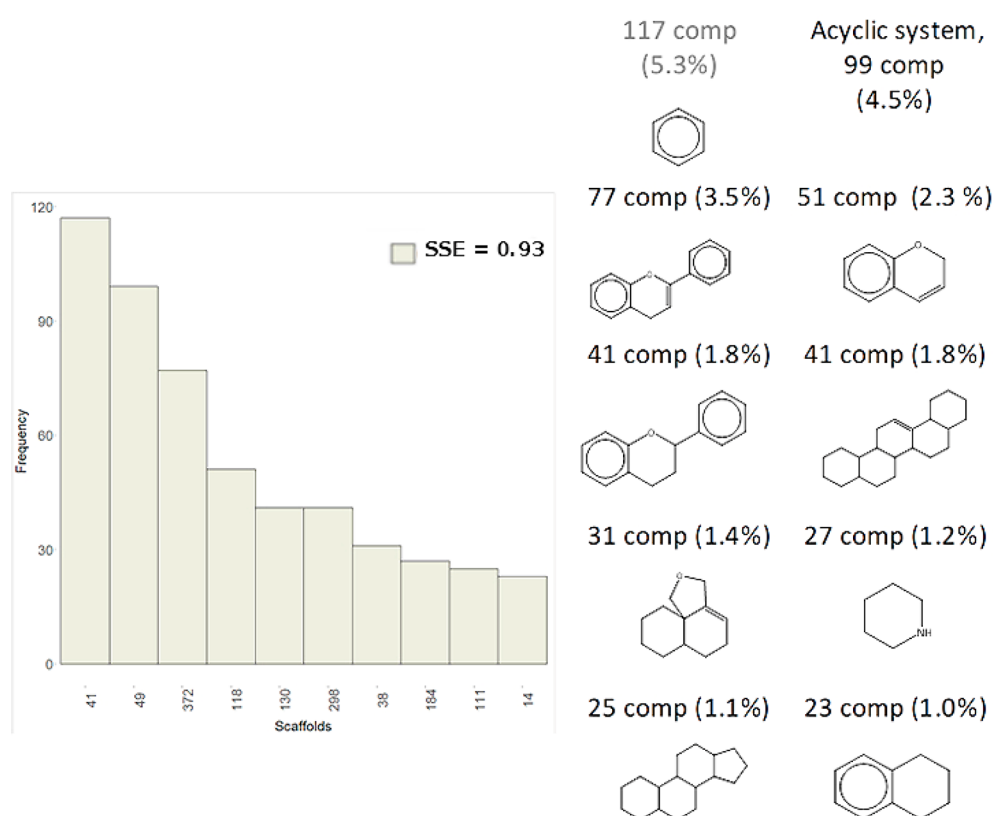 117 comp
(5.3%)
Acyclic system,
99 comp
(4.5%)
77 comp (3.5%)
51 comp (2.3 %)
O
O
41 comp (1.8%)
41 comp (1.8%)
O
31 comp (1.4%)
27 comp (1.2%)
O
NH
25 comp (1.1%)
23 comp (1.0%)
120
90
60
30
0
Frequency
SSE = 0.93
41
49
372
118
130
298
38
184
111
14
Scaffolds